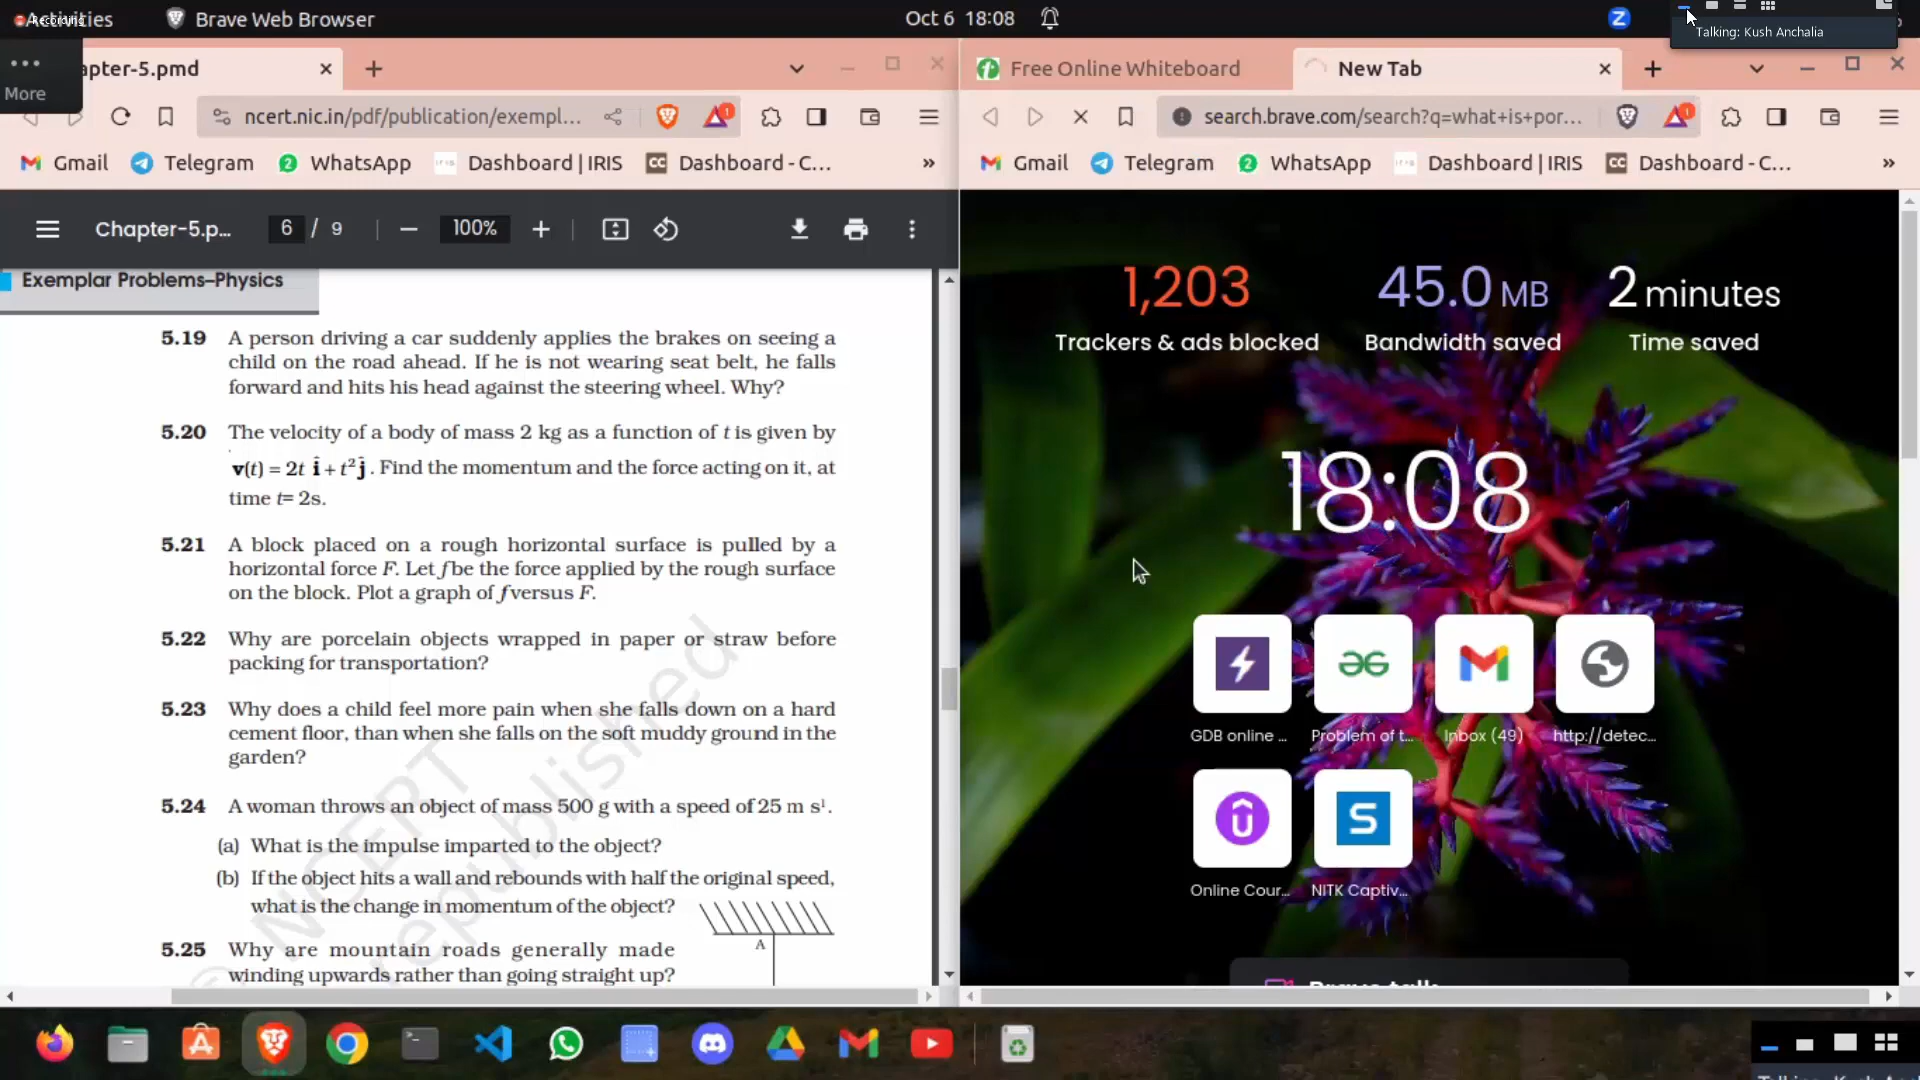 Activities
Recording
Brave Web Browser
Oct 6 18:08
Z
Talking: Kush Anchalia
More
apter-5.pmd
Free Online Whiteboard
New Tab
ncert.nic.in/pdf/publication/exempl...
search.brave.com/search?q=what+is+por...
Gmail
Telegram
WhatsApp
Dashboard | IRIS
Dashboard - C...
Gmail
Telegram
WhatsApp
Dashboard | IRIS
Dashboard - C...
Chapter-5.p...
6 / 9
100%
Exemplar Problems–Physics
5.19 A person driving a car suddenly applies the brakes on seeing a
child on the road ahead. If he is not wearing seat belt, he falls
forward and hits his head against the steering wheel. Why?
5.20 The velocity of a body of mass 2 kg as a function of t is given by
v(t) = 2t î + t² ĵ. Find the momentum and the force acting on it, at
time t= 2s.
5.21 A block placed on a rough horizontal surface is pulled by a
horizontal force F. Let f be the force applied by the rough surface
on the block. Plot a graph of f versus F.
5.22 Why are porcelain objects wrapped in paper or straw before
packing for transportation?
5.23 Why does a child feel more pain when she falls down on a hard
cement floor, than when she falls on the soft muddy ground in the
garden?
5.24 A woman throws an object of mass 500 g with a speed of 25 m s¹.
(a) What is the impulse imparted to the object?
(b) If the object hits a wall and rebounds with half the original speed,
what is the change in momentum of the object?
A
5.25 Why are mountain roads generally made
winding upwards rather than going straight up?
© NCERT
republished
1,203
Trackers & ads blocked
45.0 MB
Bandwidth saved
2 minutes
Time saved
18:08
GDB online ...
Problem of t...
Inbox (49)
http://detec...
Online Cour...
NITK Captiv...